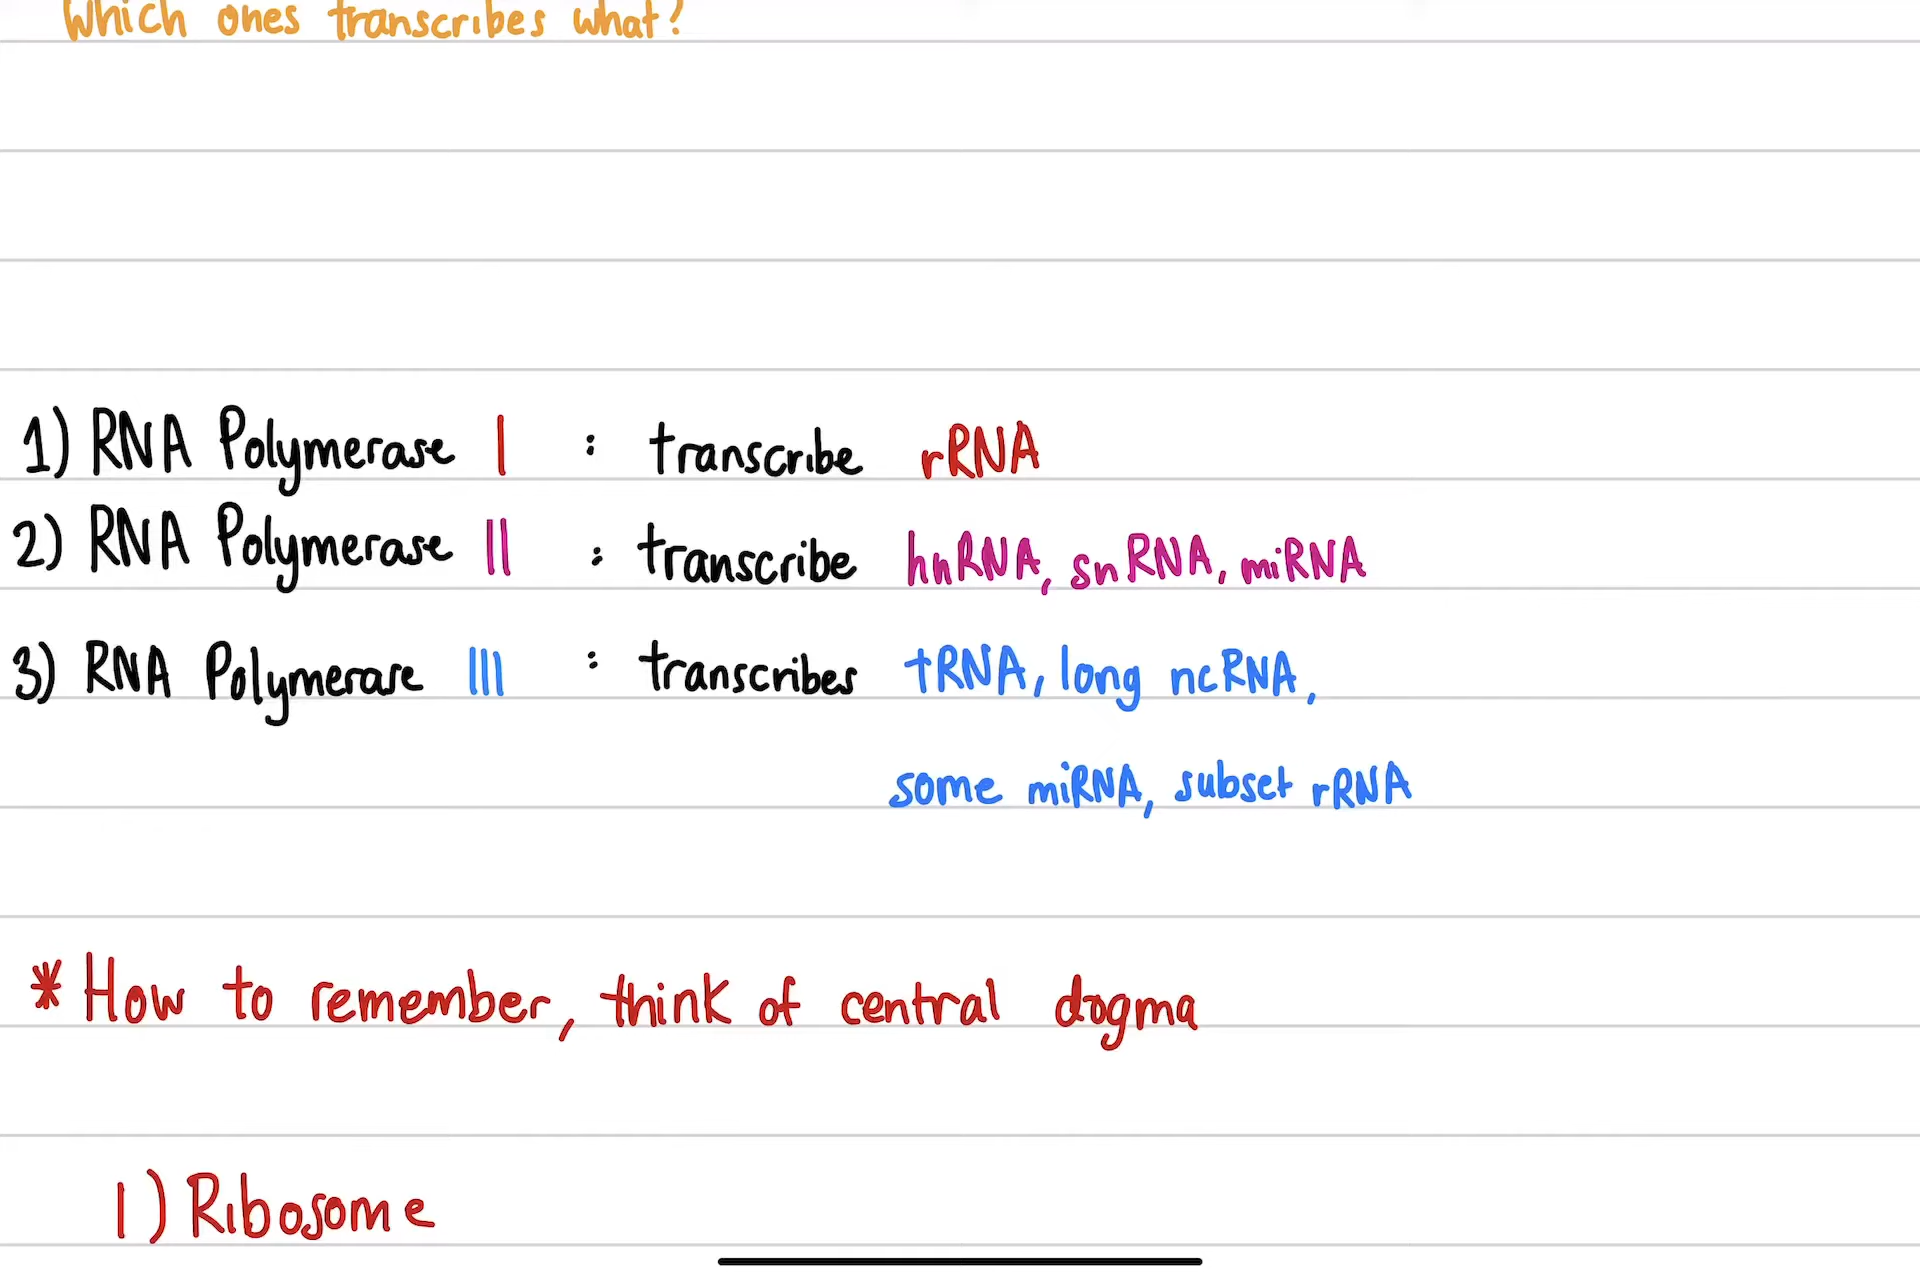 Which ones transcribes what?
1) RNA Polymerase I : transcribe rRNA
2) RNA Polymerase II : transcribe hnRNA, snRNA, miRNA
3) RNA Polymerase III : transcribes tRNA, long ncRNA,
some miRNA, subset rRNA
* How to remember, think of central dogma
1) Ribosome